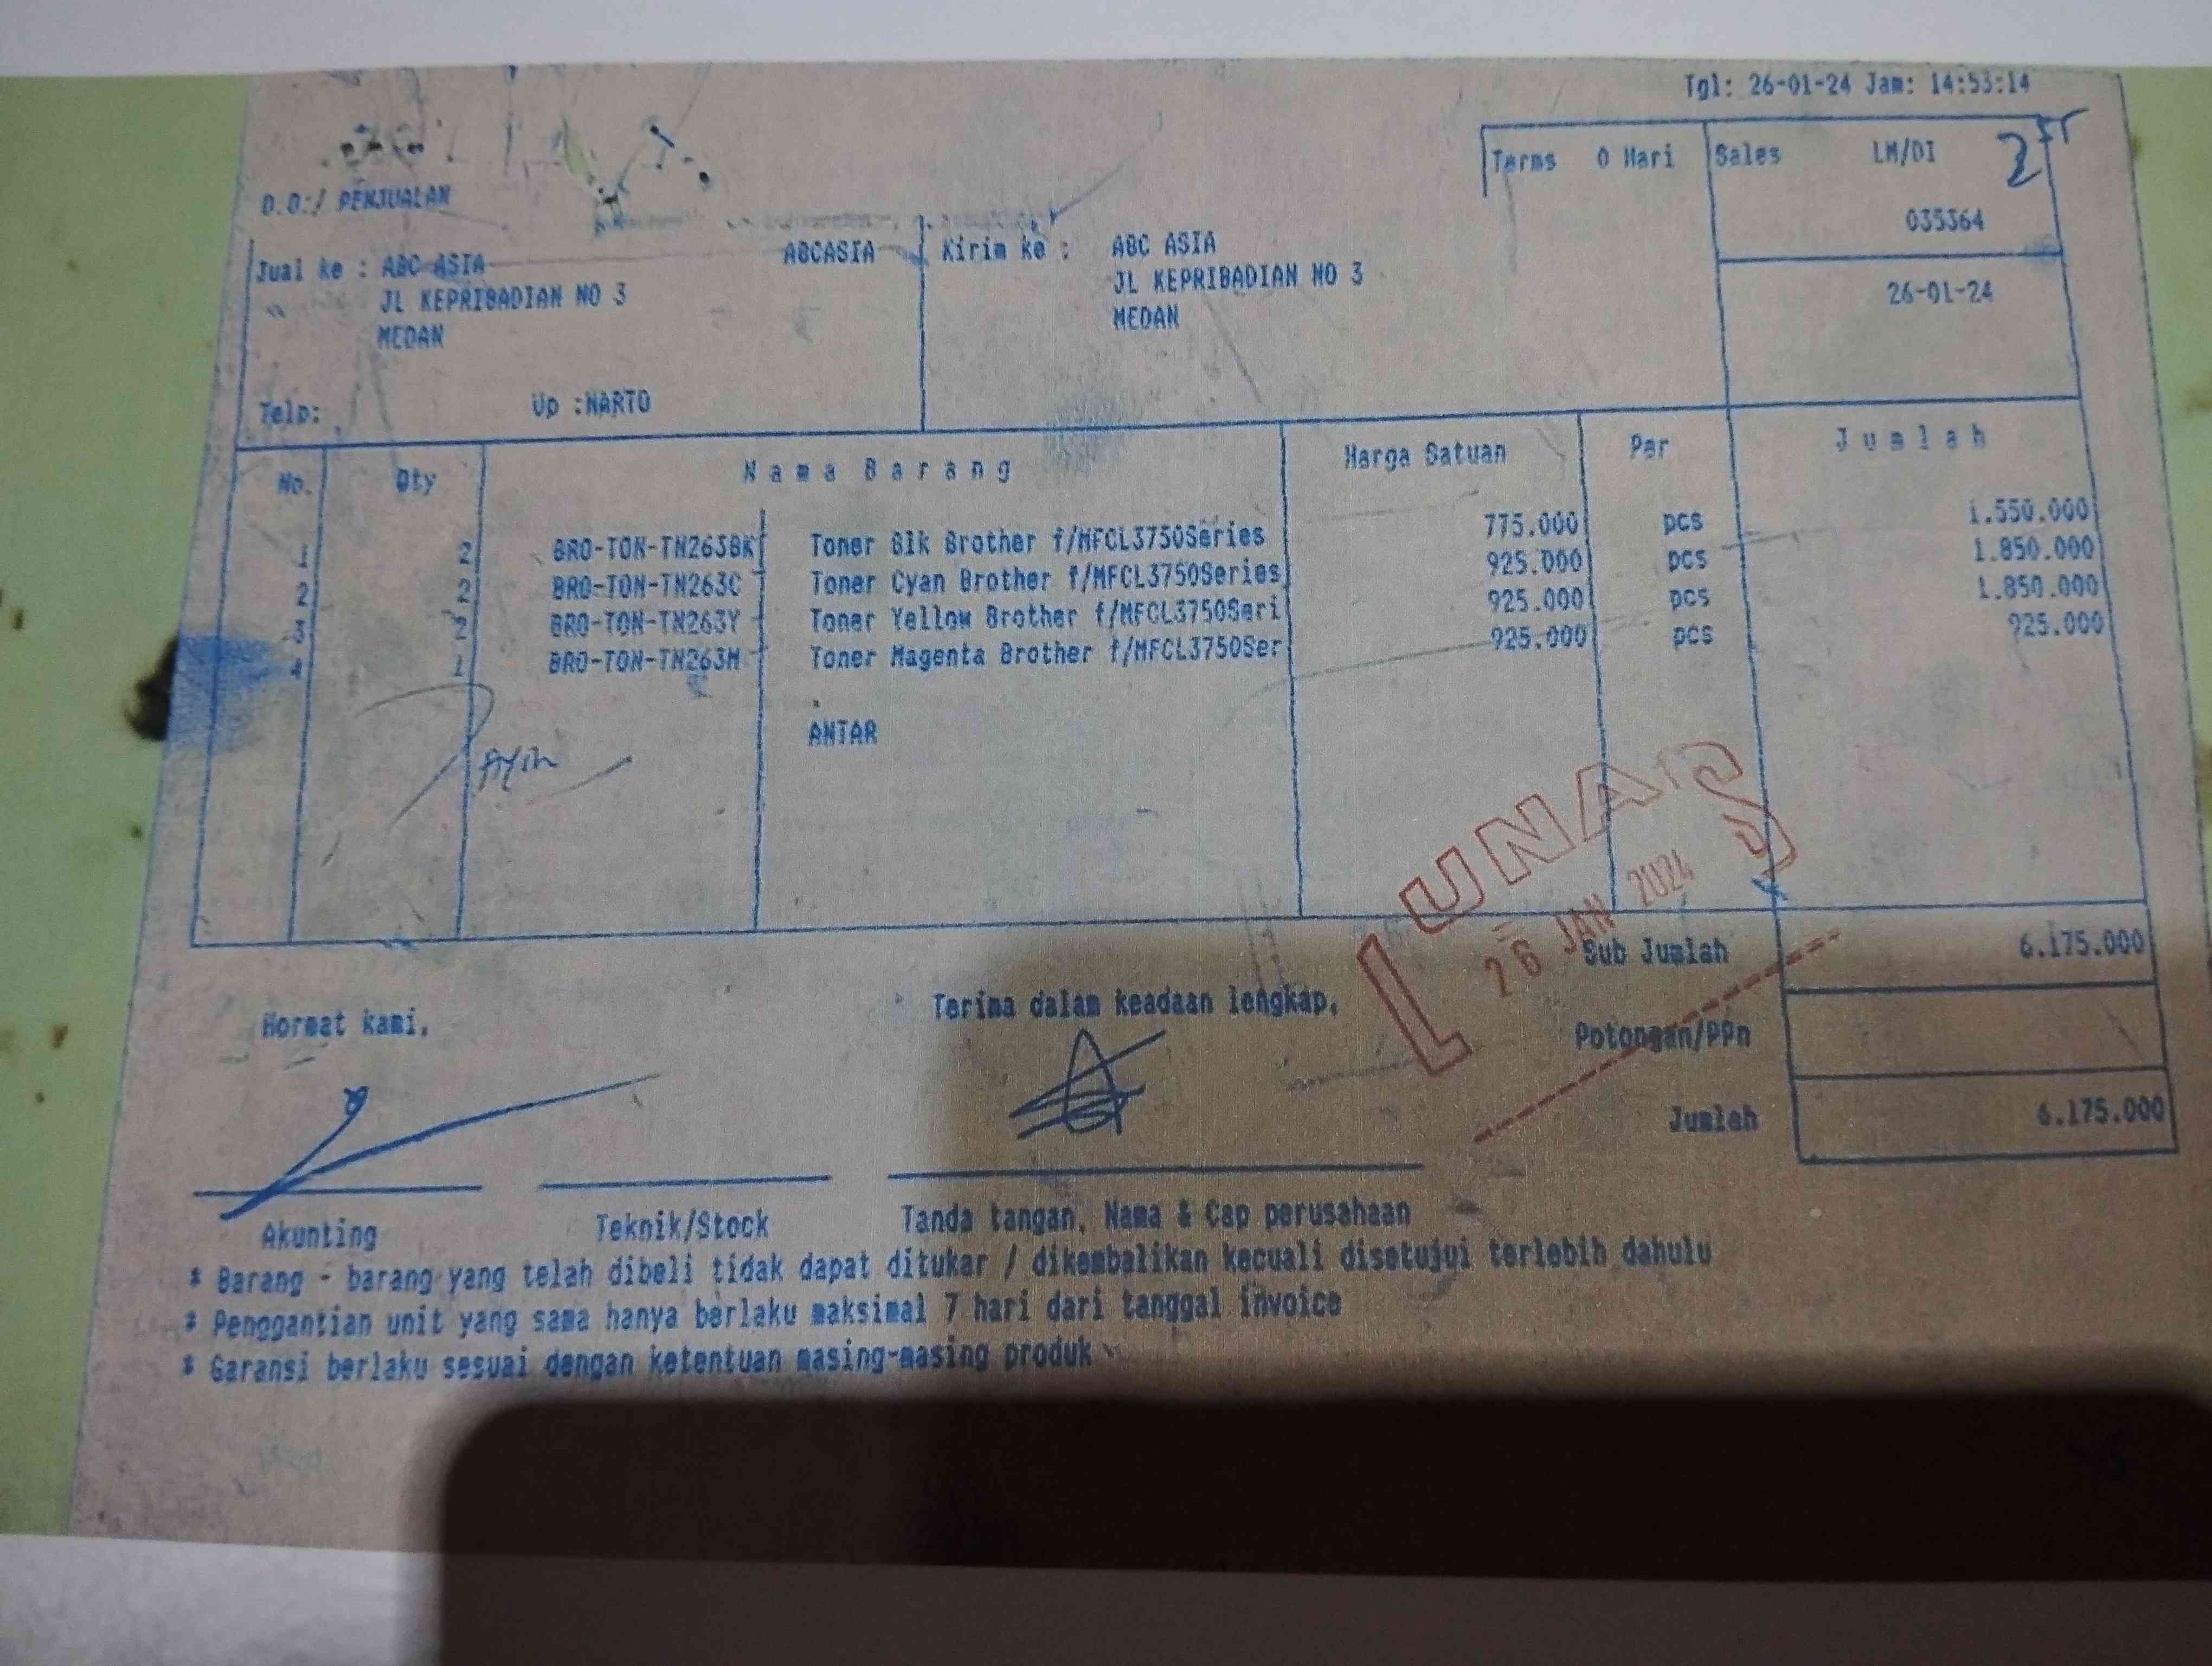 Tgl: 26-01-24 Jam: 14:53:14
Terms 0 Hari Sales LM/DI
D.O./ PENJUALAN
035364
Jual ke : ABC ASIA ABCASIA Kirim ke : ABC ASIA
JL KEPRIBADIAN NO 3 JL KEPRIBADIAN NO 3
MEDAN MEDAN
26-01-24
Telp: Up :NARTO
No. Qty Nama Barang Harga Satuan Per Jumlah
1 2 BRO-TON-TN263BK Toner Blk Brother f/MFCL3750Series 775.000 pcs 1.550.000
2 2 BRO-TON-TN263C Toner Cyan Brother f/MFCL3750Series 925.000 pcs 1.850.000
3 2 BRO-TON-TN263Y Toner Yellow Brother f/MFCL3750Seri 925.000 pcs 1.850.000
4 1 BRO-TON-TN263M Toner Magenta Brother f/MFCL3750Ser 925.000 pcs 925.000
ANTAR
LUNAS
26 JAN 2024
Sub Jumlah 6.175.000
Hormat kami, Terima dalam keadaan lengkap,
Potongan/PPn
Jumlah 6.175.000
Akunting Teknik/Stock Tanda tangan, Nama & Cap perusahaan
* Barang - barang yang telah dibeli tidak dapat ditukar / dikembalikan kecuali disetujui terlebih dahulu
* Penggantian unit yang sama hanya berlaku maksimal 7 hari dari tanggal invoice
* Garansi berlaku sesuai dengan ketentuan masing-masing produk